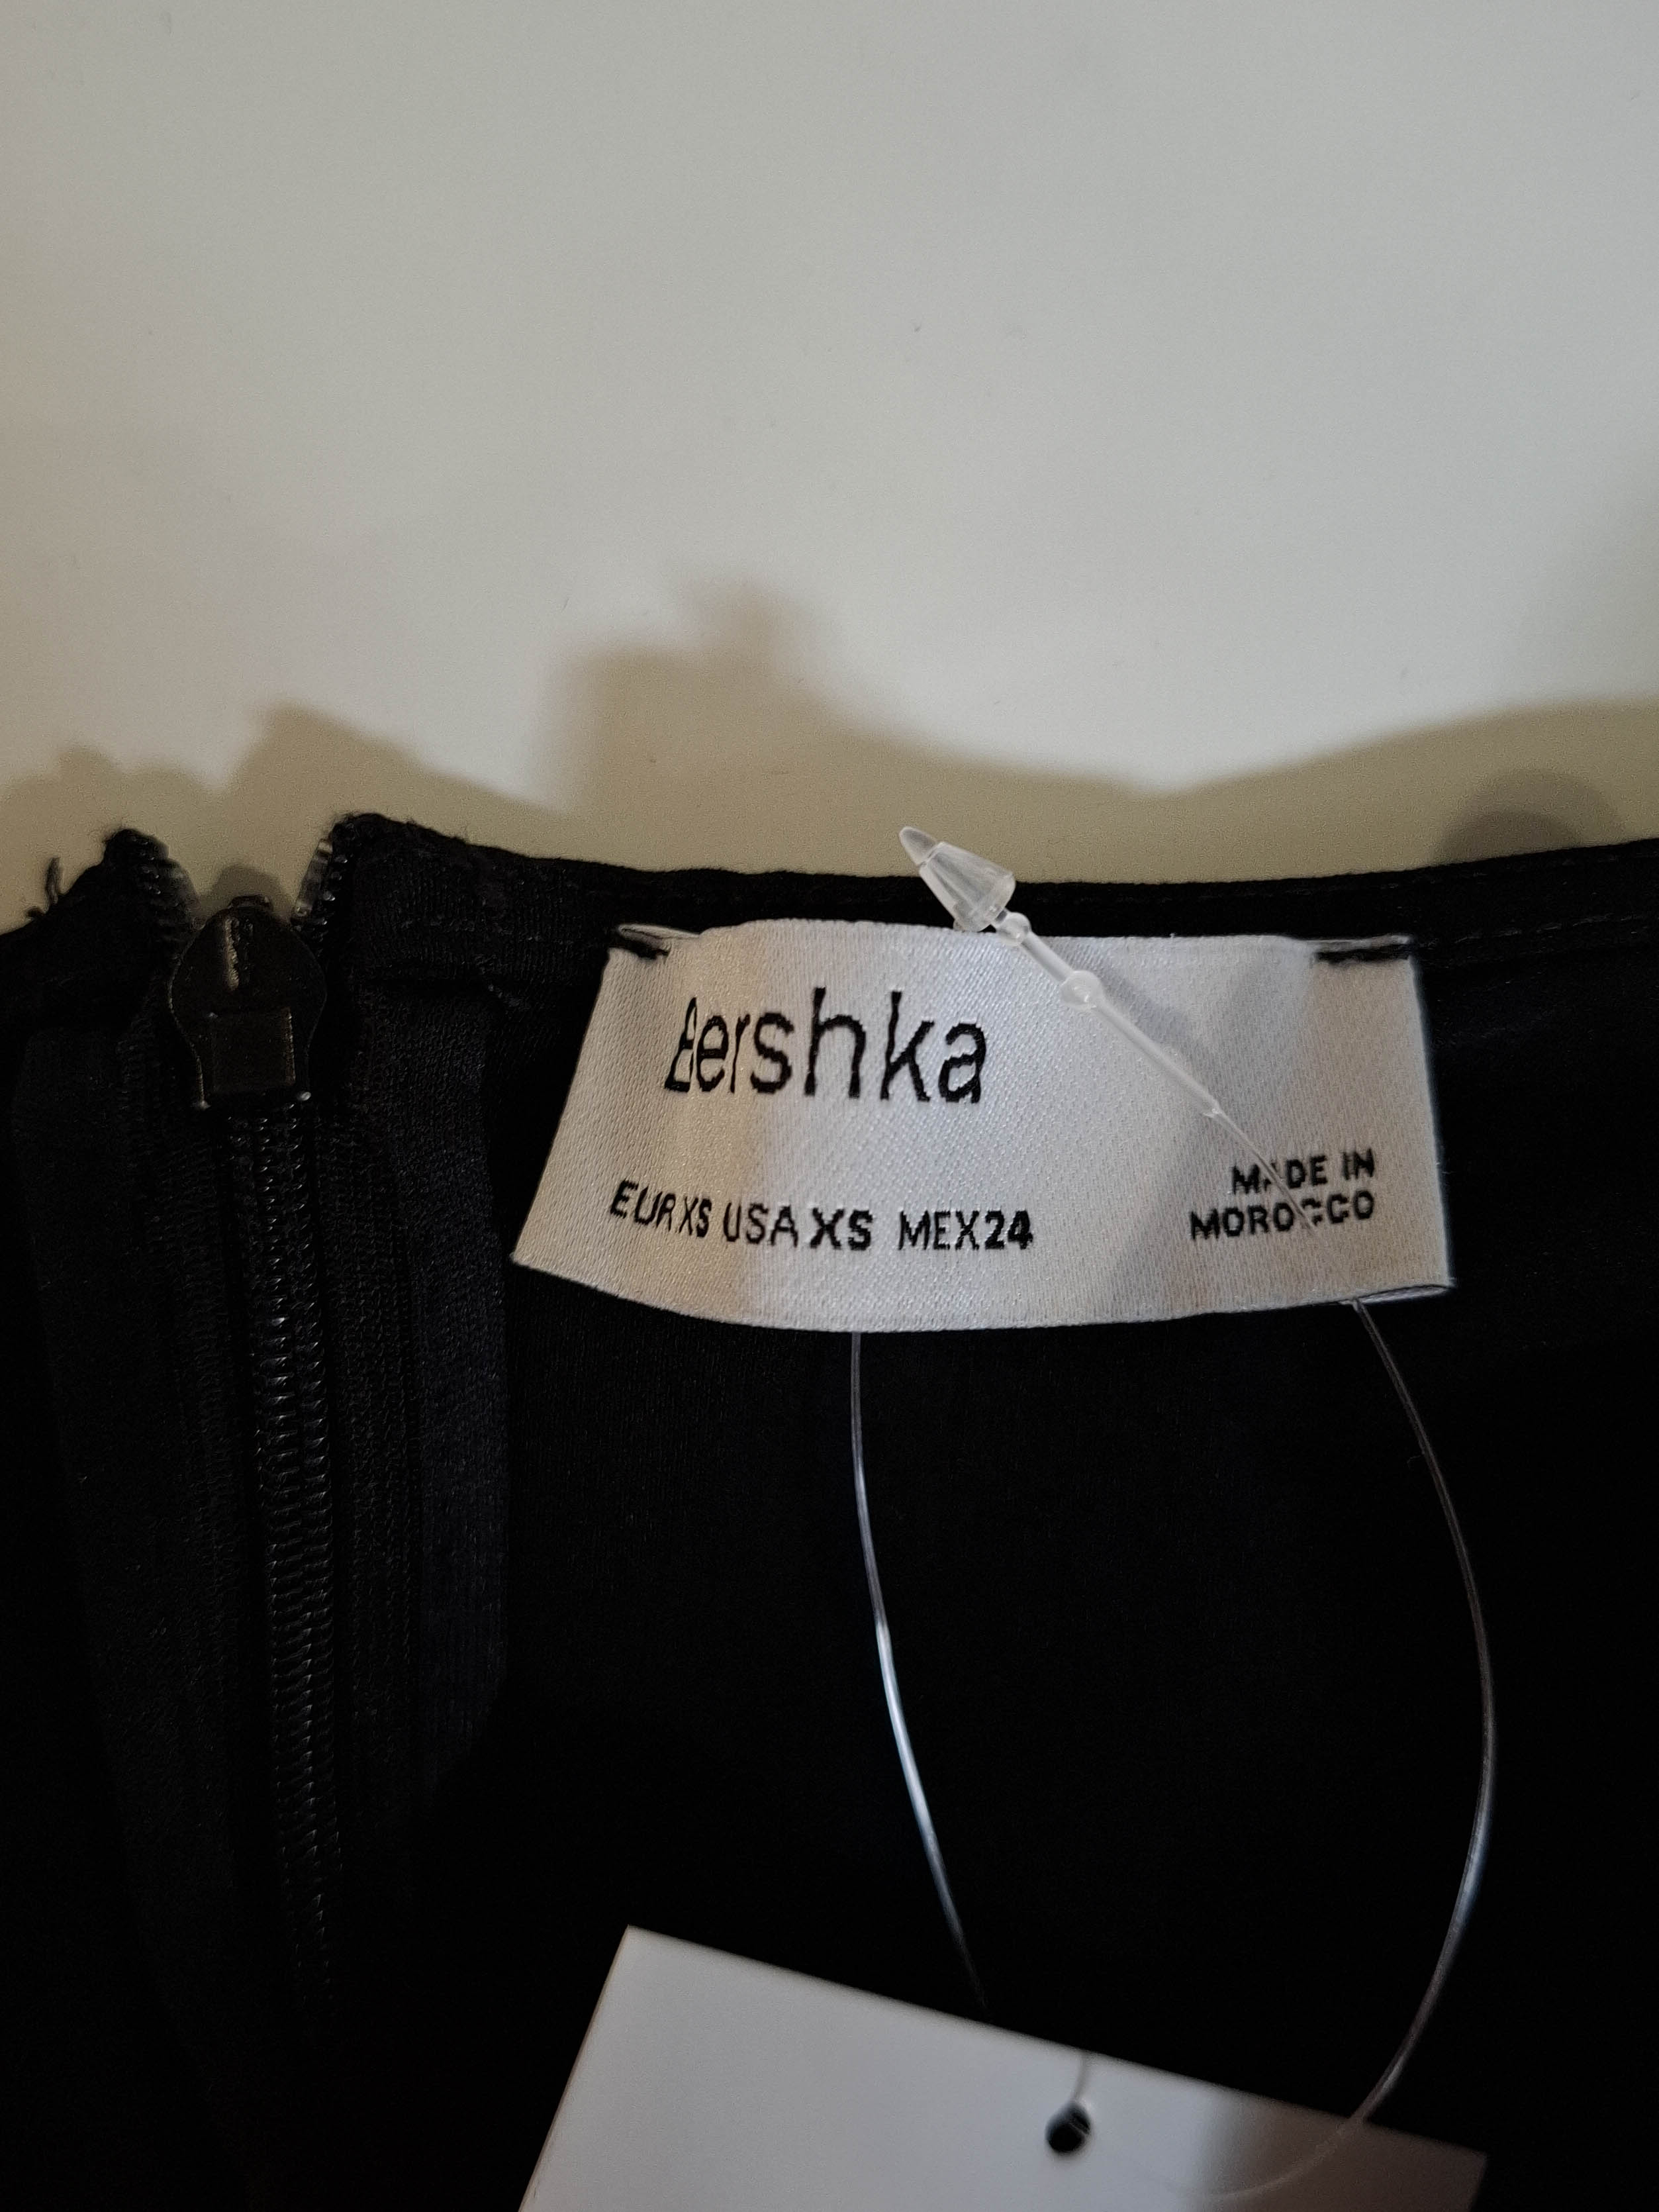 Bershka
EUR XS USA XS MEX 24
MADE IN
MOROCCO